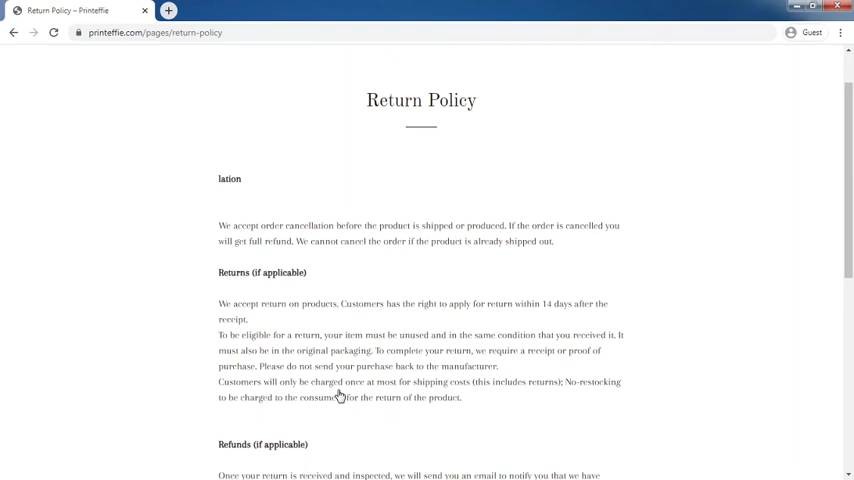 Return Policy – Printeffie
printeffie.com/pages/return-policy
Guest
Return Policy
lation
We accept order cancellation before the product is shipped or produced. If the order is cancelled you
will get full refund. We cannot cancel the order if the product is already shipped out.
Returns (if applicable)
We accept return on products. Customers has the right to apply for return within 14 days after the
receipt.
To be eligible for a return, your item must be unused and in the same condition that you received it. It
must also be in the original packaging. To complete your return, we require a receipt or proof of
purchase. Please do not send your purchase back to the manufacturer.
Customers will only be charged once at most for shipping costs (this includes returns); No-restocking
to be charged to the consume for the return of the product.
Refunds (if applicable)
Once your return is received and inspected, we will send you an email to notify you that we have